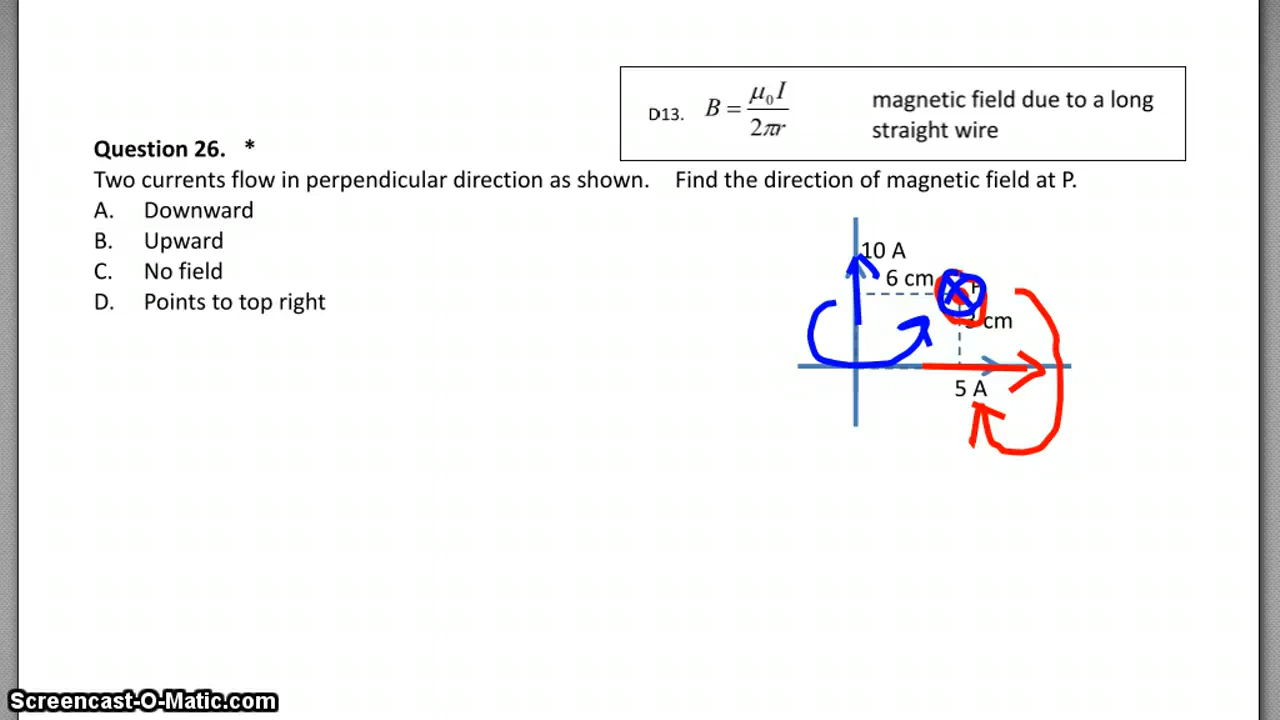 D13. B = μ₀I / 2πr magnetic field due to a long
straight wire
Question 26. *
Two currents flow in perpendicular direction as shown. Find the direction of magnetic field at P.
A. Downward
B. Upward
C. No field
D. Points to top right
10 A
6 cm
P
3 cm
5 A
Screencast-O-Matic.com